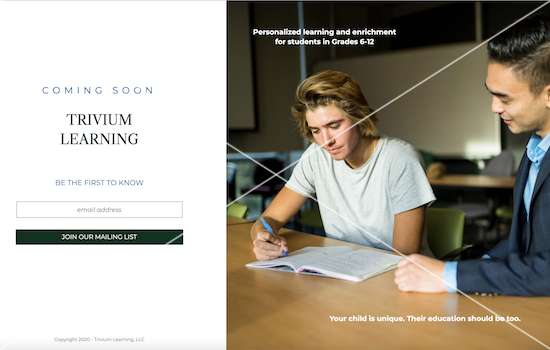 COMING SOON
TRIVIUM
LEARNING
BE THE FIRST TO KNOW
email address
JOIN OUR MAILING LIST
Copyright 2020 - Trivium Learning, LLC
Personalized learning and enrichment
for students in Grades 6-12
Your child is unique. Their education should be too.